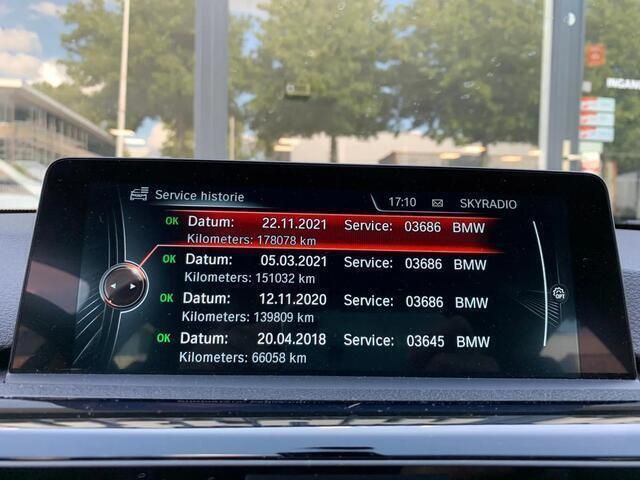 Service historie 17:10 SKYRADIO
OK Datum: 22.11.2021 Service: 03686 BMW
Kilometers: 178078 km
OK Datum: 05.03.2021 Service: 03686 BMW
Kilometers: 151032 km
OK Datum: 12.11.2020 Service: 03686 BMW
Kilometers: 139809 km
OK Datum: 20.04.2018 Service: 03645 BMW
Kilometers: 66058 km
OPT
INGAN